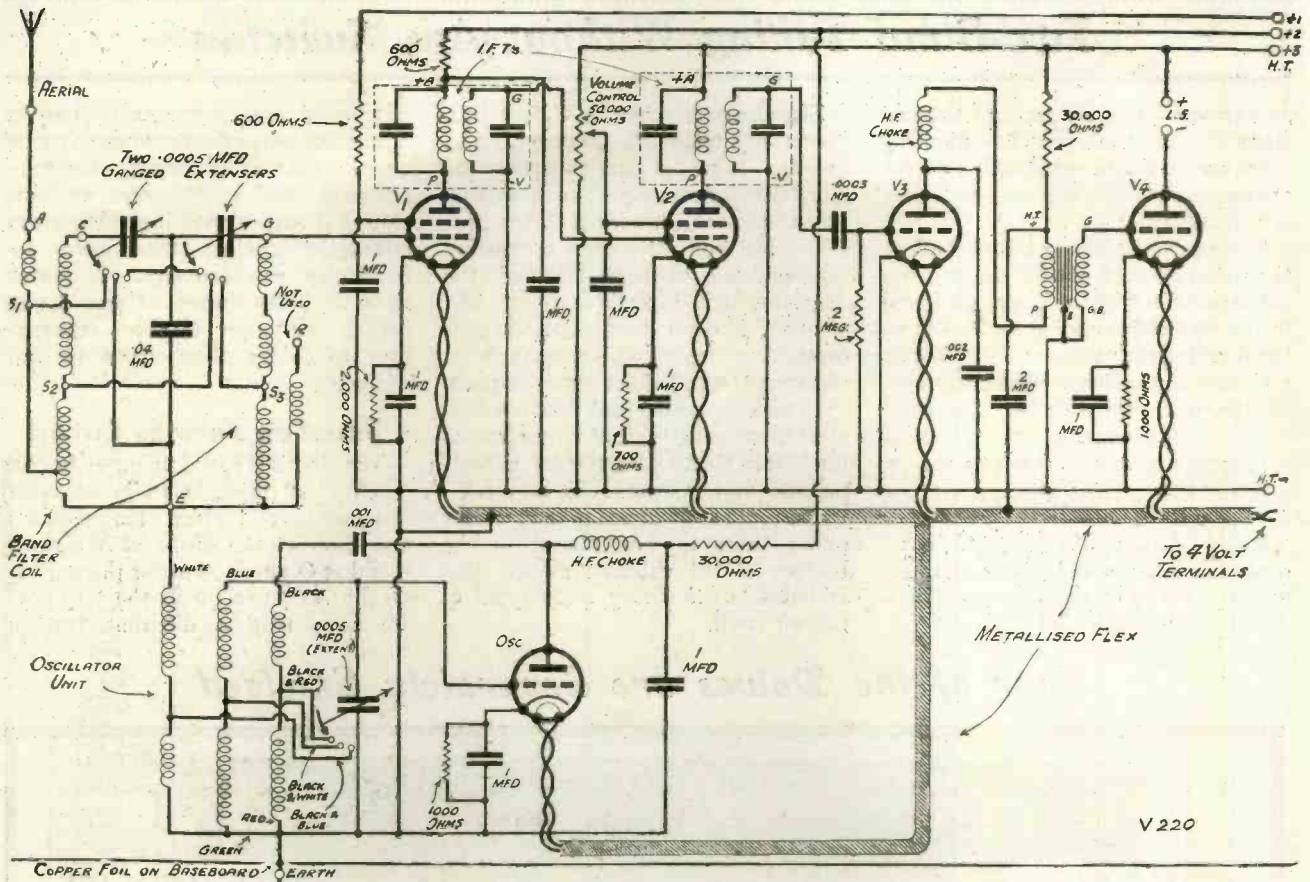 +1
+2
+3
H.T.
AERIAL
600 OHMS
TWO .0005 MFD
GANGED EXTENSERS
600
OHMS
I.F.T's
+A
G
P
-V
V1
VOLUME
CONTROL
50,000
OHMS
+A
G
P
-V
V2
H.F.
CHOKE
V3
30,000
OHMS
+
L.S.
-
V4
.0003
MFD
A
C
G
S1
S2
S3
NOT
USED
R
.04
MFD
E
1
MFD
1
MFD
1
MFD
2,000 OHMS
.1
MFD
700
OHMS
1
MFD
2
MEG.
.002
MFD
2
MFD
H.T.
+
P
E
G
G.B.
1
MFD
1000 OHMS
H.T.-
BAND
FILTER
COIL
TO 4 VOLT
TERMINALS
METALLISED FLEX
.001
MFD
H.F. CHOKE
30,000
OHMS
WHITE
BLUE
BLACK
OSCILLATOR
UNIT
.0005
MFD
(EXTENR)
BLACK
& RED
BLACK
& WHITE
BLACK &
BLUE
RED
GREEN
OSC
1000
OHMS
1
MFD
1
MFD
V 220
COPPER FOIL ON BASEBOARD
EARTH